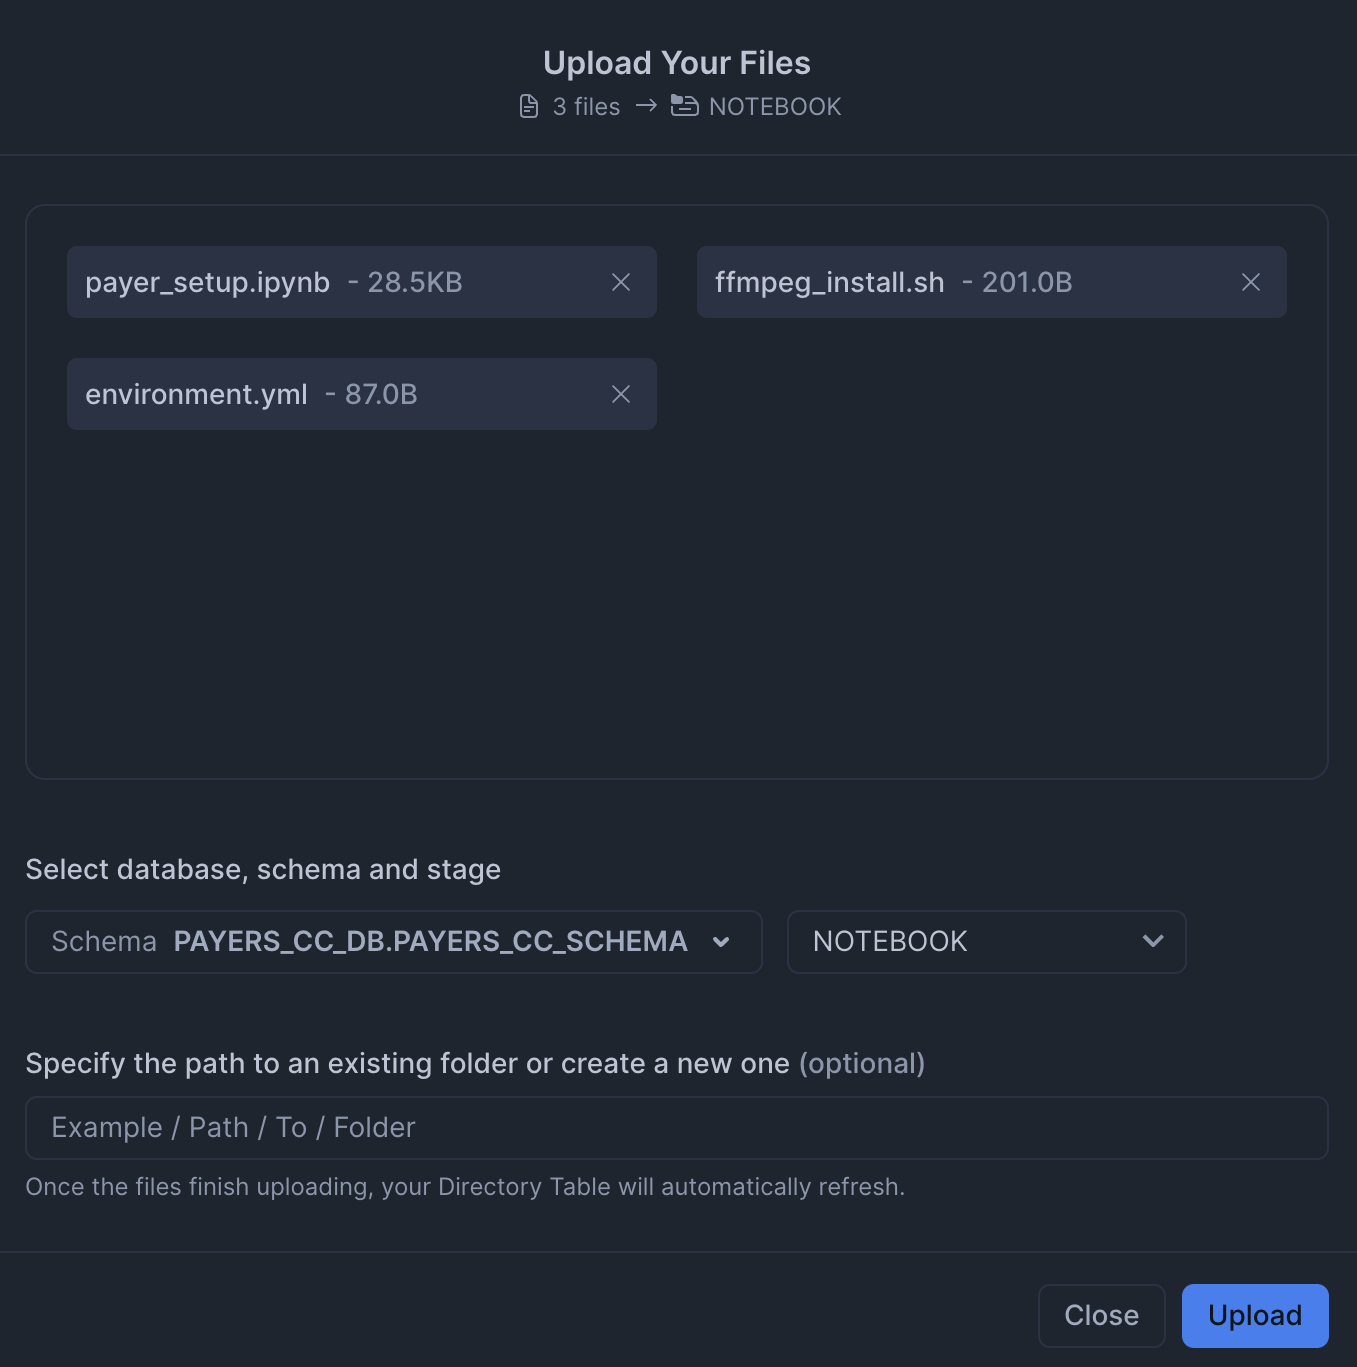 Upload Your Files
3 files → NOTEBOOK
payer_setup.ipynb - 28.5KB
ffmpeg_install.sh - 201.0B
environment.yml - 87.0B
Select database, schema and stage
Schema PAYERS_CC_DB.PAYERS_CC_SCHEMA
NOTEBOOK
Specify the path to an existing folder or create a new one (optional)
Example / Path / To / Folder
Once the files finish uploading, your Directory Table will automatically refresh.
Close
Upload